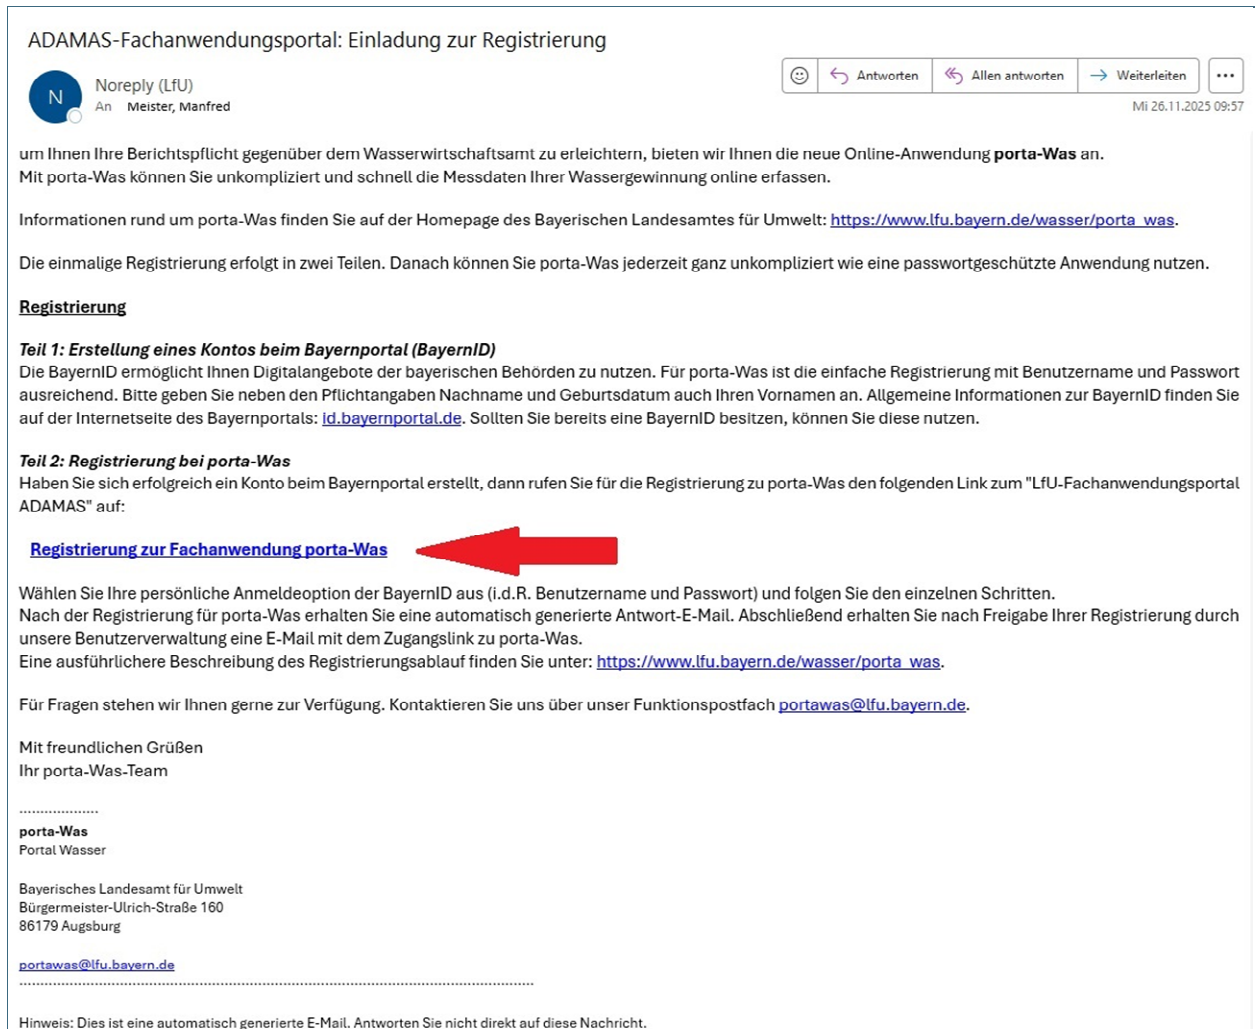 ADAMAS-Fachanwendungsportal: Einladung zur Registrierung
N
Noreply (LfU)
An Meister, Manfred
Antworten
Allen antworten
Weiterleiten
Mi 26.11.2025 09:57
um Ihnen Ihre Berichtspflicht gegenüber dem Wasserwirtschaftsamt zu erleichtern, bieten wir Ihnen die neue Online-Anwendung porta-Was an.
Mit porta-Was können Sie unkompliziert und schnell die Messdaten Ihrer Wassergewinnung online erfassen.
Informationen rund um porta-Was finden Sie auf der Homepage des Bayerischen Landesamtes für Umwelt: https://www.lfu.bayern.de/wasser/porta_was.
Die einmalige Registrierung erfolgt in zwei Teilen. Danach können Sie porta-Was jederzeit ganz unkompliziert wie eine passwortgeschützte Anwendung nutzen.
Registrierung
Teil 1: Erstellung eines Kontos beim Bayernportal (BayernID)
Die BayernID ermöglicht Ihnen Digitalangebote der bayerischen Behörden zu nutzen. Für porta-Was ist die einfache Registrierung mit Benutzername und Passwort
ausreichend. Bitte geben Sie neben den Pflichtangaben Nachname und Geburtsdatum auch Ihren Vornamen an. Allgemeine Informationen zur BayernID finden Sie
auf der Internetseite des Bayernportals: id.bayernportal.de. Sollten Sie bereits eine BayernID besitzen, können Sie diese nutzen.
Teil 2: Registrierung bei porta-Was
Haben Sie sich erfolgreich ein Konto beim Bayernportal erstellt, dann rufen Sie für die Registrierung zu porta-Was den folgenden Link zum "LfU-Fachanwendungsportal
ADAMAS" auf:
Registrierung zur Fachanwendung porta-Was
Wählen Sie Ihre persönliche Anmeldeoption der BayernID aus (i.d.R. Benutzername und Passwort) und folgen Sie den einzelnen Schritten.
Nach der Registrierung für porta-Was erhalten Sie eine automatisch generierte Antwort-E-Mail. Abschließend erhalten Sie nach Freigabe Ihrer Registrierung durch
unsere Benutzerverwaltung eine E-Mail mit dem Zugangslink zu porta-Was.
Eine ausführlichere Beschreibung des Registrierungsablauf finden Sie unter: https://www.lfu.bayern.de/wasser/porta_was.
Für Fragen stehen wir Ihnen gerne zur Verfügung. Kontaktieren Sie uns über unser Funktionspostfach portawas@lfu.bayern.de.
Mit freundlichen Grüßen
Ihr porta-Was-Team
...................
porta-Was
Portal Wasser
Bayerisches Landesamt für Umwelt
Bürgermeister-Ulrich-Straße 160
86179 Augsburg
portawas@lfu.bayern.de
............................................................................................................................
Hinweis: Dies ist eine automatisch generierte E-Mail. Antworten Sie nicht direkt auf diese Nachricht.